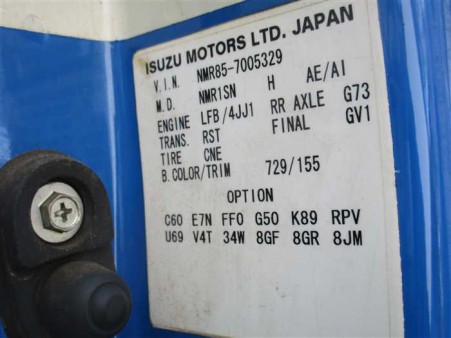 ISUZU MOTORS LTD. JAPAN
V.I.N. NMR85-7005329
M.D. NMR1SN H AE/AI
ENGINE LFB/4JJ1 RR AXLE G73
TRANS. RST FINAL GV1
TIRE CNE
B.COLOR/TRIM 729/155
OPTION
C60 E7N FF0 G50 K89 RPV
U69 V4T 34W 8GF 8GR 8JM